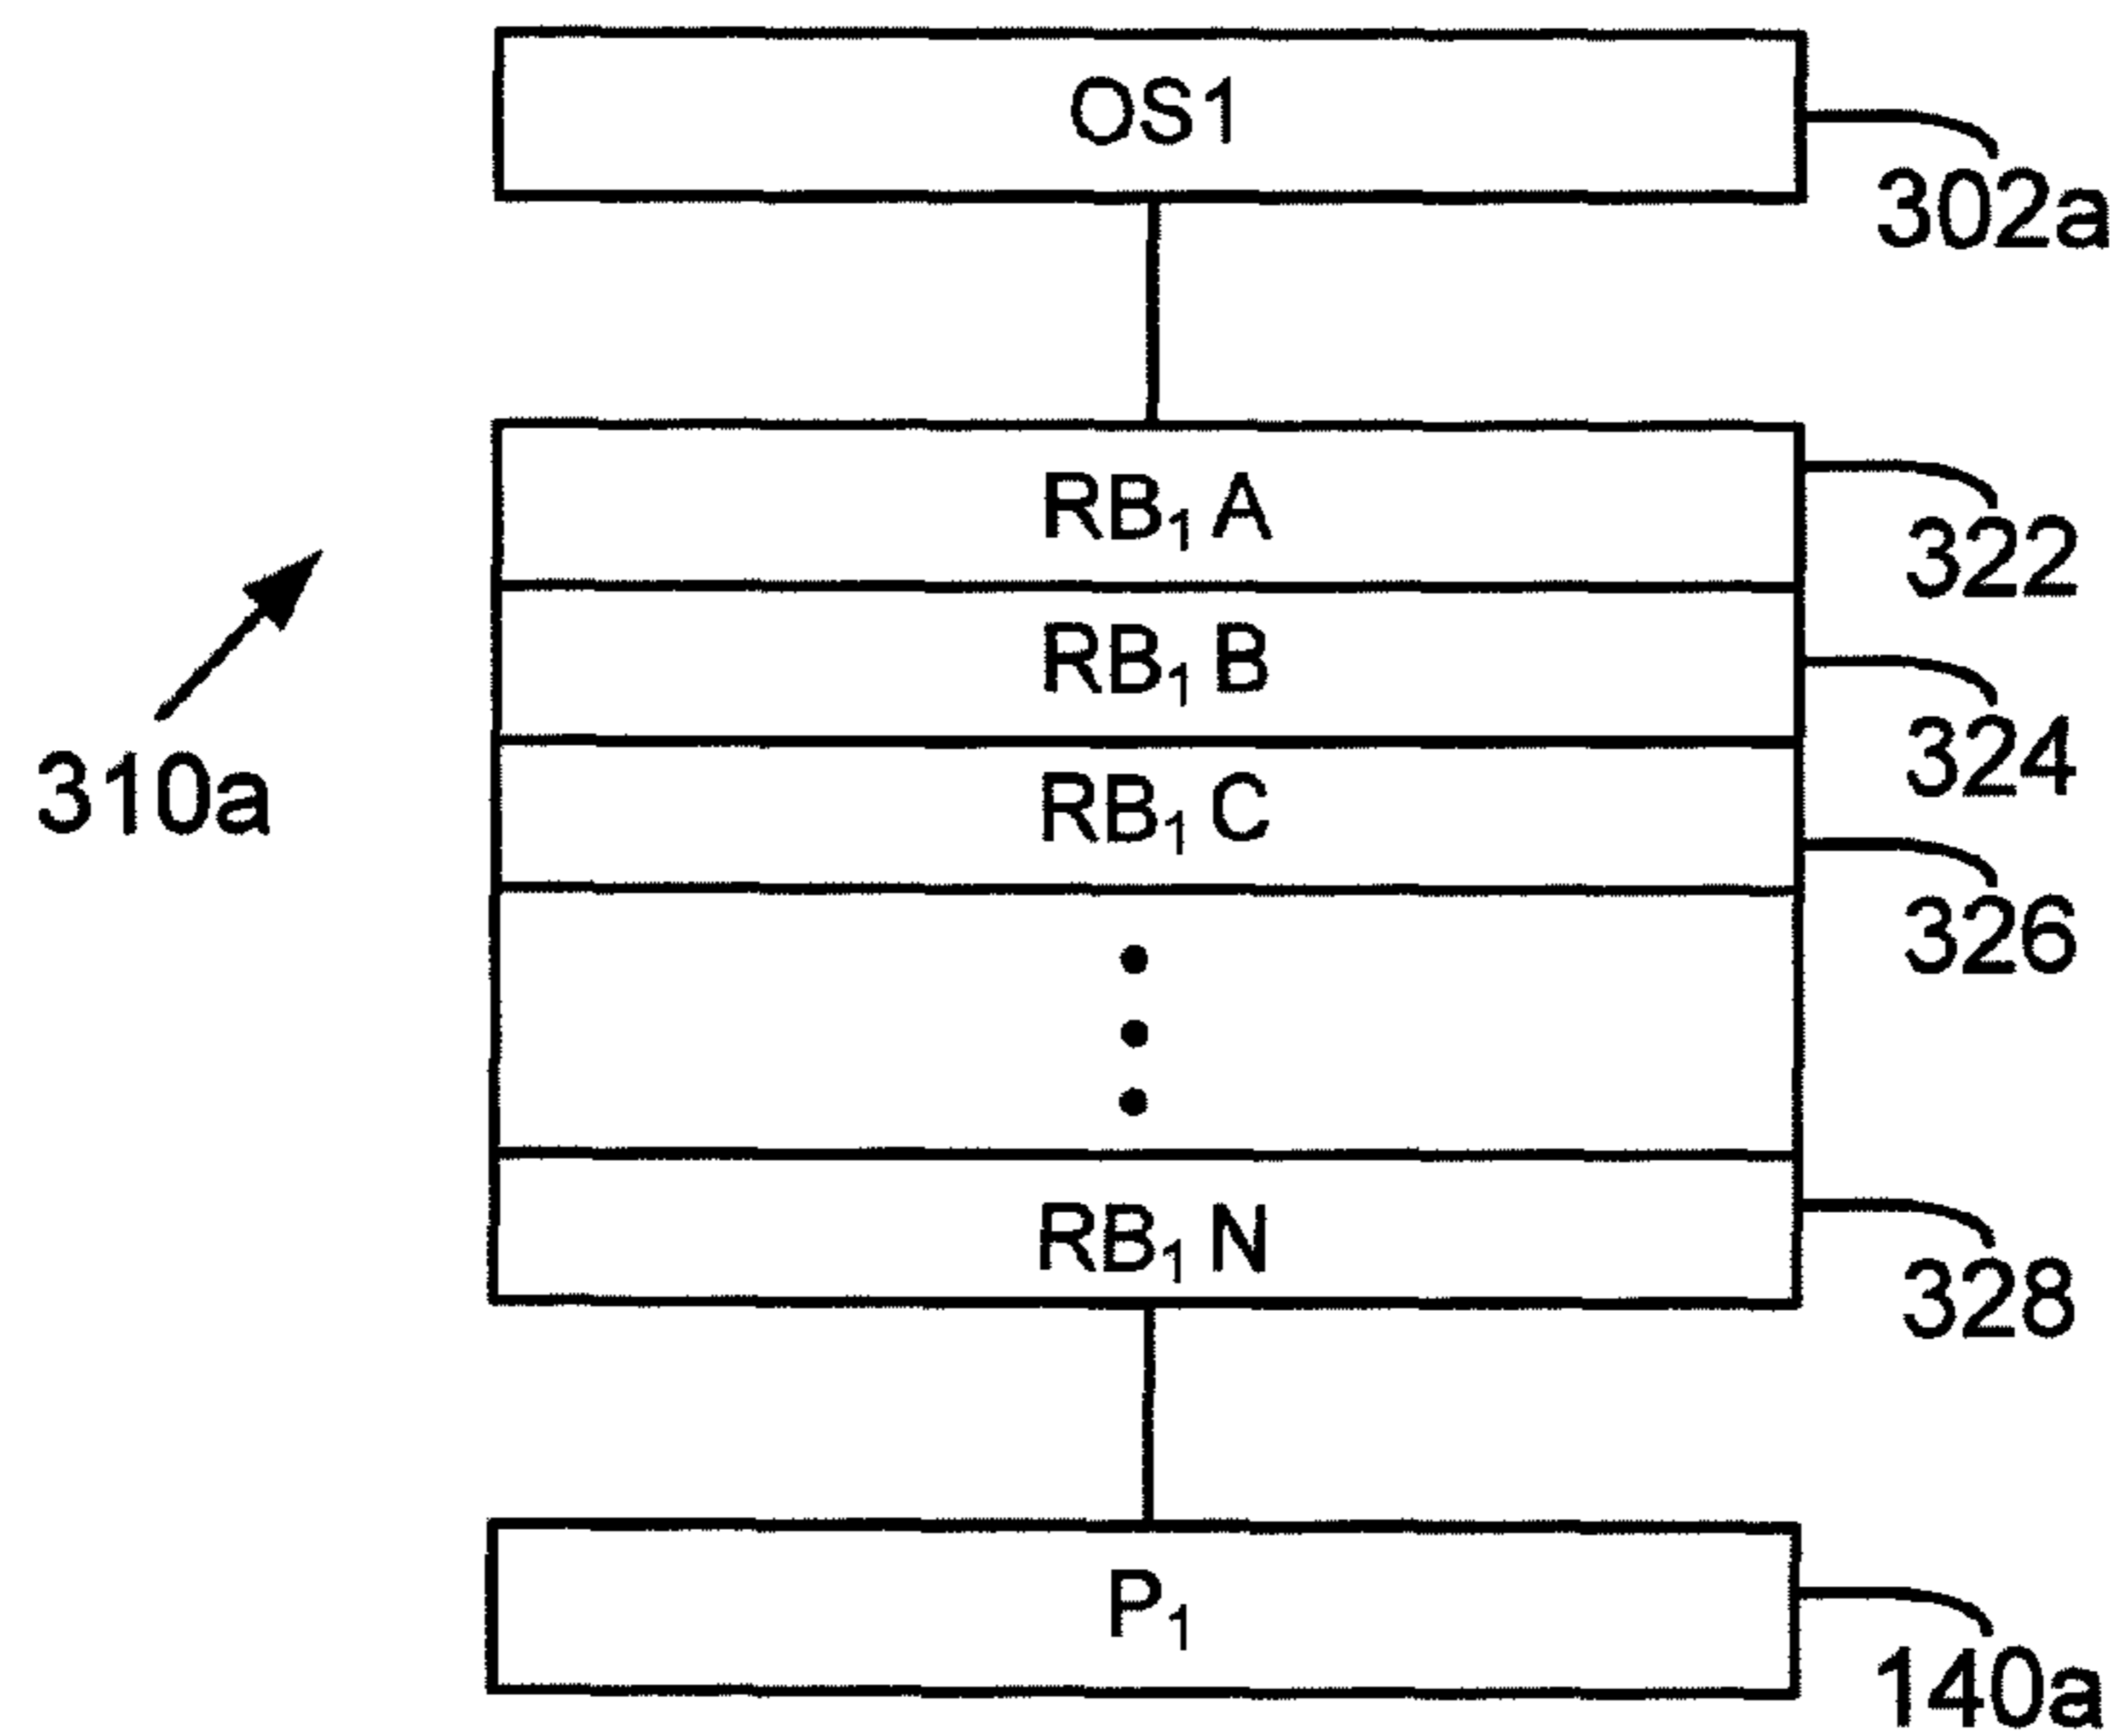 OS1
302a
RB₁ A
322
RB₁ B
324
310a
RB₁ C
326
RB₁ N
328
P₁
140a